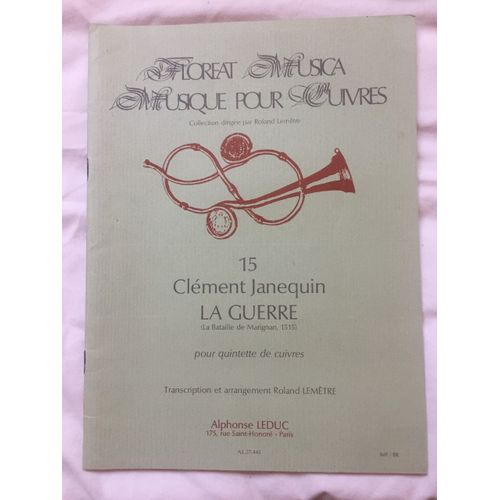 Floreat Musica
Musique pour Cuivres
Collection dirigée par Roland Lemêtre
15
Clément Janequin
LA GUERRE
(La Bataille de Marignan, 1515)
pour quintette de cuivres
Transcription et arrangement Roland LEMÊTRE
Alphonse LEDUC
175, rue Saint-Honoré - Paris